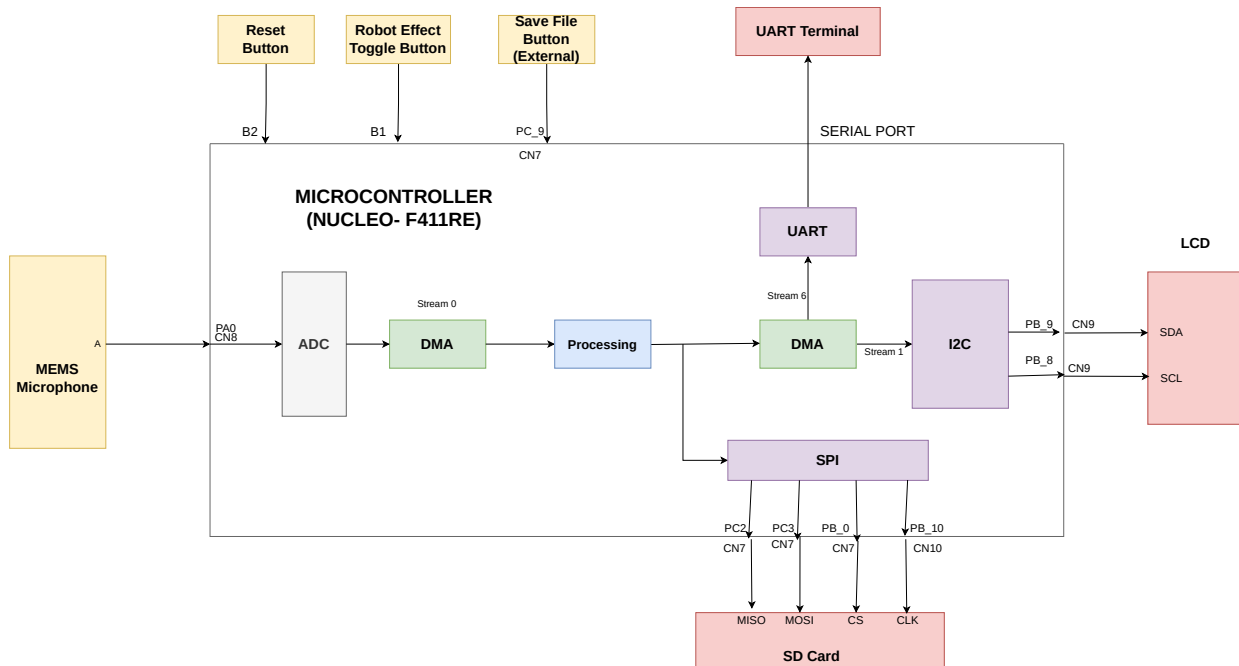 Reset
Button
Robot Effect
Toggle Button
Save File
Button
(External)
UART Terminal
B2
B1
PC_9
SERIAL PORT
CN7
MICROCONTROLLER
(NUCLEO- F411RE)
UART
LCD
Stream 6
Stream 0
PA0
CN8
ADC
DMA
Processing
DMA
Stream 1
I2C
PB_9
CN9
SDA
PB_8
CN9
SCL
A
MEMS
Microphone
SPI
PC2
PC3
PB_0
PB_10
CN7
CN7
CN7
CN10
MISO
MOSI
CS
CLK
SD Card